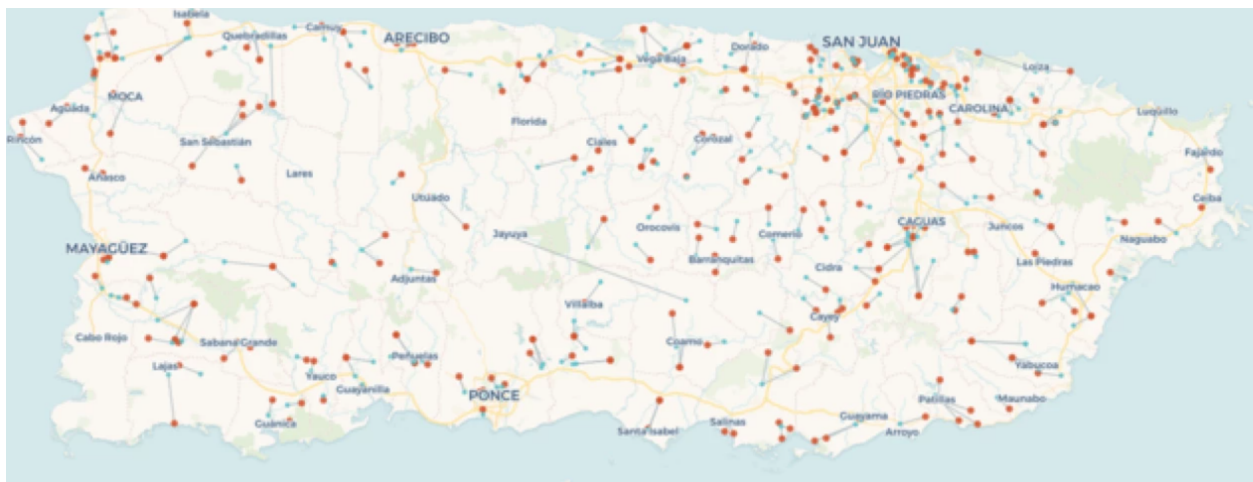 Isabela
Quebradillas
Camuy
ARECIBO
Vega Baja
Dorado
SAN JUAN
Loiza
RÍO PIEDRAS
CAROLINA
Luquillo
Fajardo
Ceiba
MOCA
Aguada
Rincón
San Sebastián
Florida
Ciales
Corozal
Lares
Añasco
Utuado
Jayuya
Orocovis
Comerío
CAGUAS
Juncos
Naguabo
MAYAGÜEZ
Barranquitas
Cidra
Las Piedras
Adjuntas
Humacao
Villalba
Cayey
Cabo Rojo
Sabana Grande
Coamo
Lajas
Peñuelas
Yabucoa
Yauco
Guayanilla
PONCE
Patillas
Maunabo
Guánica
Santa Isabel
Salinas
Guayama
Arroyo